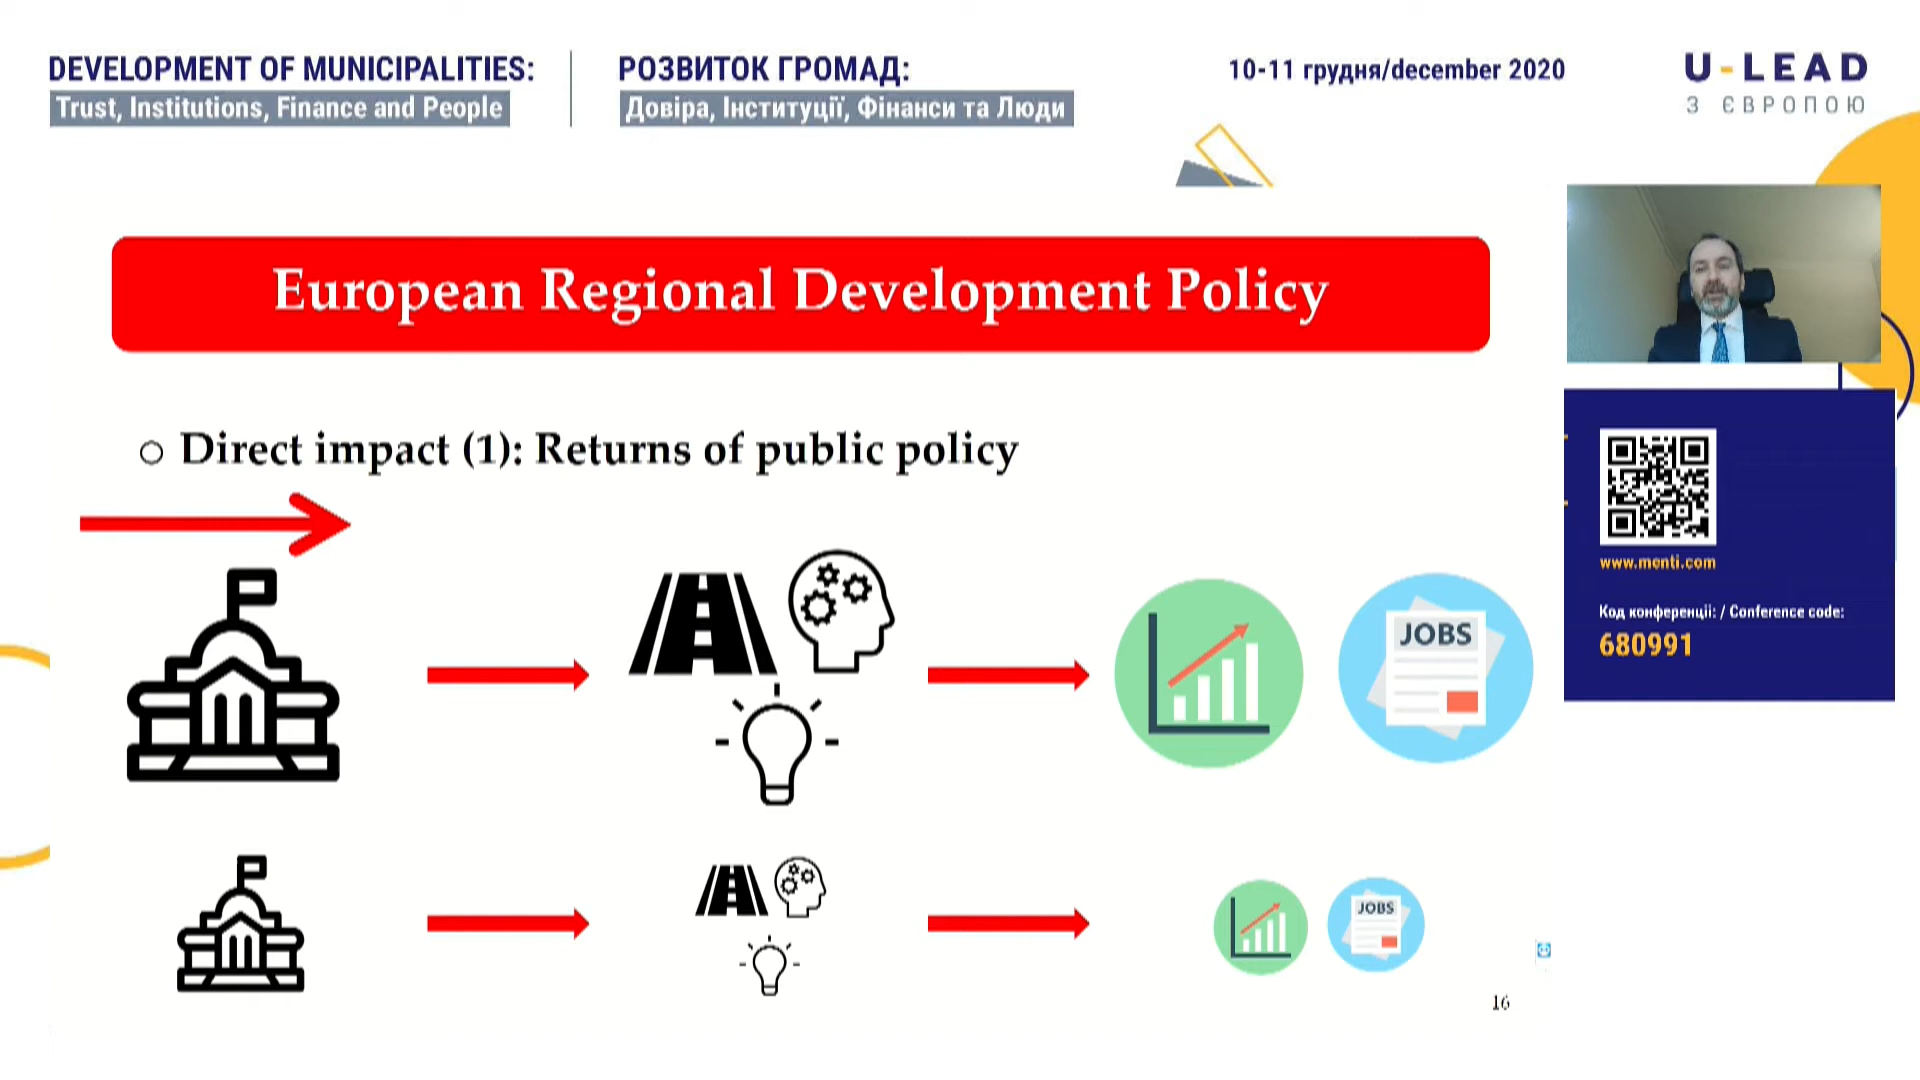 DEVELOPMENT OF MUNICIPALITIES:
Trust, Institutions, Finance and People
РОЗВИТОК ГРОМАД:
Довіра, Інституції, Фінанси та Люди
10-11 грудня/december 2020
U-LEAD
З ЄВРОПОЮ
European Regional Development Policy
Direct impact (1): Returns of public policy
JOBS
JOBS
16
www.menti.com
Код конференції: / Conference code:
680991